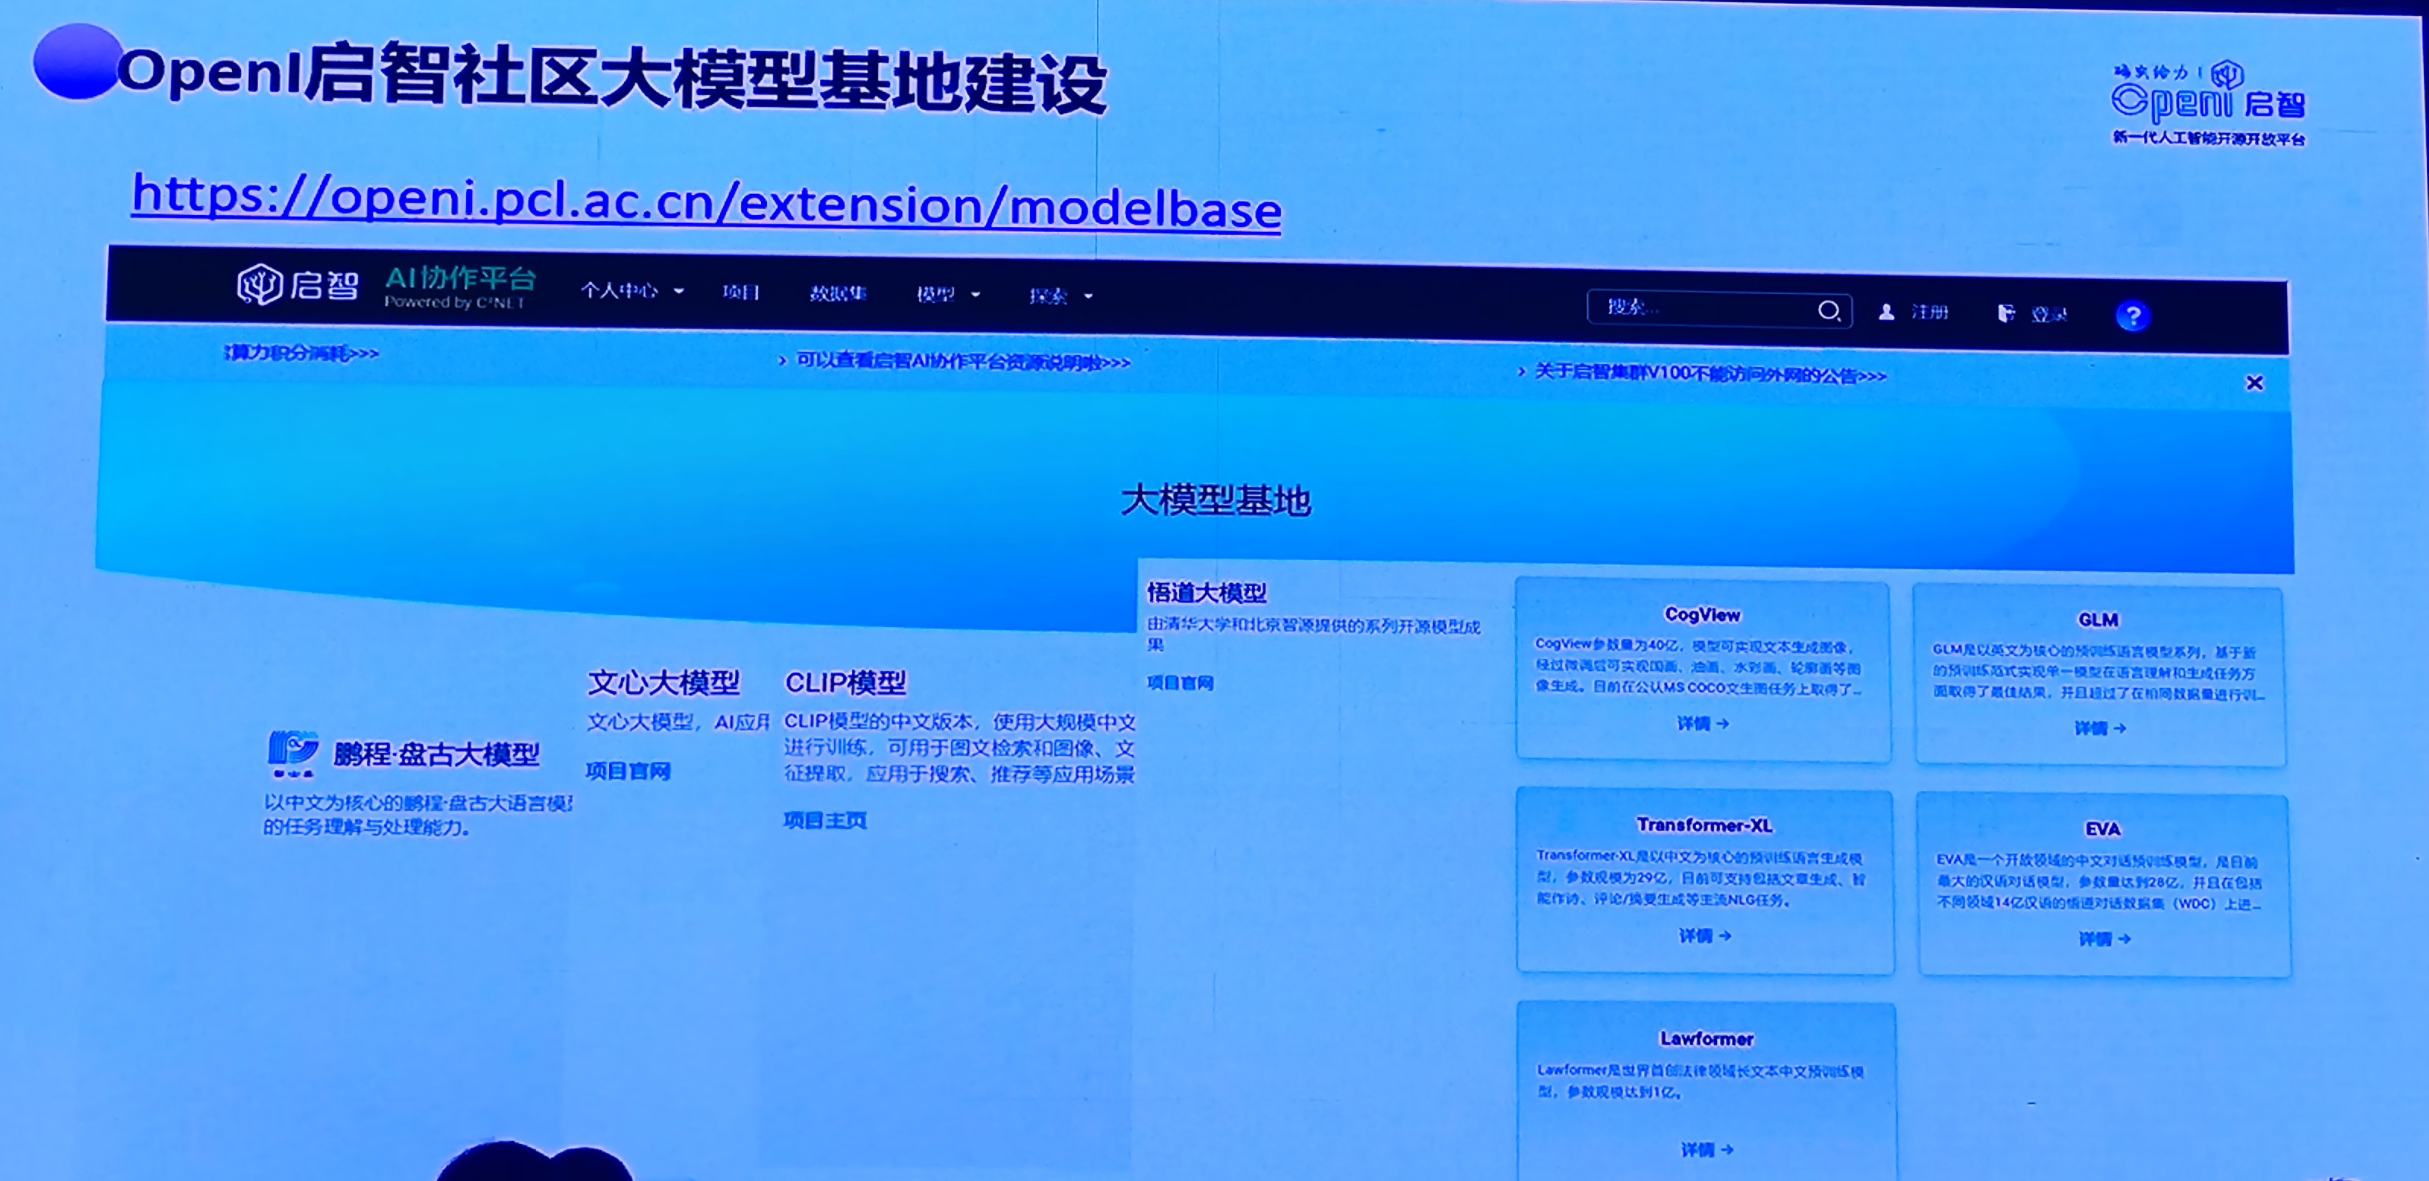 OpenI启智社区大模型基地建设
确实给力
OpenI 启智
新一代人工智能开源开放平台
https://openi.pcl.ac.cn/extension/modelbase
启智 AI协作平台 个人中心 项目 数据集 模型 探索 搜索... 注册 登录 ?
Powered by C²NET
算力积分消耗>>> 可以查看启智AI协作平台资源说明啦>>> 关于启智集群V100不能访问外网的公告>>>
大模型基地
鹏程·盘古大模型
以中文为核心的鹏程·盘古大语言模
的任务理解与处理能力。
文心大模型
文心大模型，AI应用
项目官网
CLIP模型
CLIP模型的中文版本，使用大规模中文
进行训练，可用于图文检索和图像、文
征提取，应用于搜索、推荐等应用场景
项目主页
悟道大模型
由清华大学和北京智源提供的系列开源模型成
果
项目官网
CogView
CogView参数量为40亿，模型可实现文本生成图像，
经过微调后可实现国画、油画、水彩画、轮廓画等图
像生成。目前在公认MS COCO文生图任务上取得了...
详情 →
GLM
GLM是以英文为核心的预训练语言模型系列，基于新
的预训练范式实现单一模型在语言理解和生成任务方
面取得了最佳结果，并且超过了在相同数据量进行训...
详情 →
Transformer-XL
Transformer-XL是以中文为核心的预训练语言生成模
型，参数规模为29亿，目前可支持包括文章生成、智
能作诗、评论/摘要生成等主流NLG任务。
详情 →
EVA
EVA是一个开放领域的中文对话预训练模型，是目前
最大的汉语对话模型，参数量达到28亿，并且在包括
不同领域14亿汉语的悟道对话数据集（WDC）上进...
详情 →
Lawformer
Lawformer是世界首创法律领域长文本中文预训练模
型，参数规模达到1亿。
详情 →